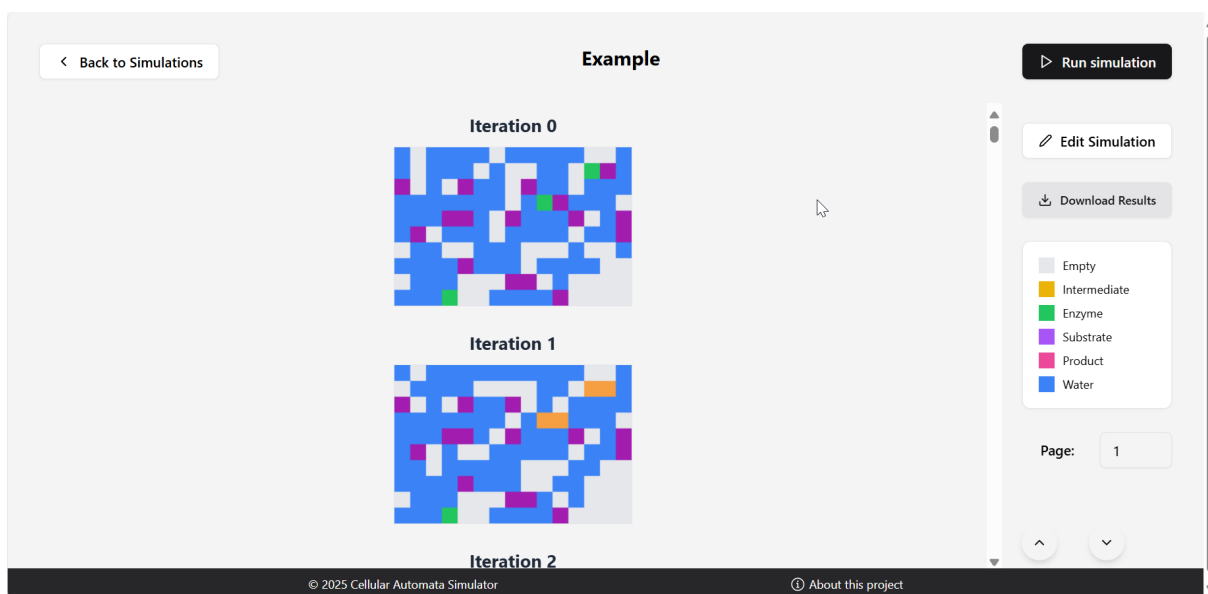 Back to Simulations
Example
Run simulation
Iteration 0
Edit Simulation
Download Results
Empty
Intermediate
Enzyme
Substrate
Product
Water
Iteration 1
Page:
1
Iteration 2
© 2025 Cellular Automata Simulator
About this project